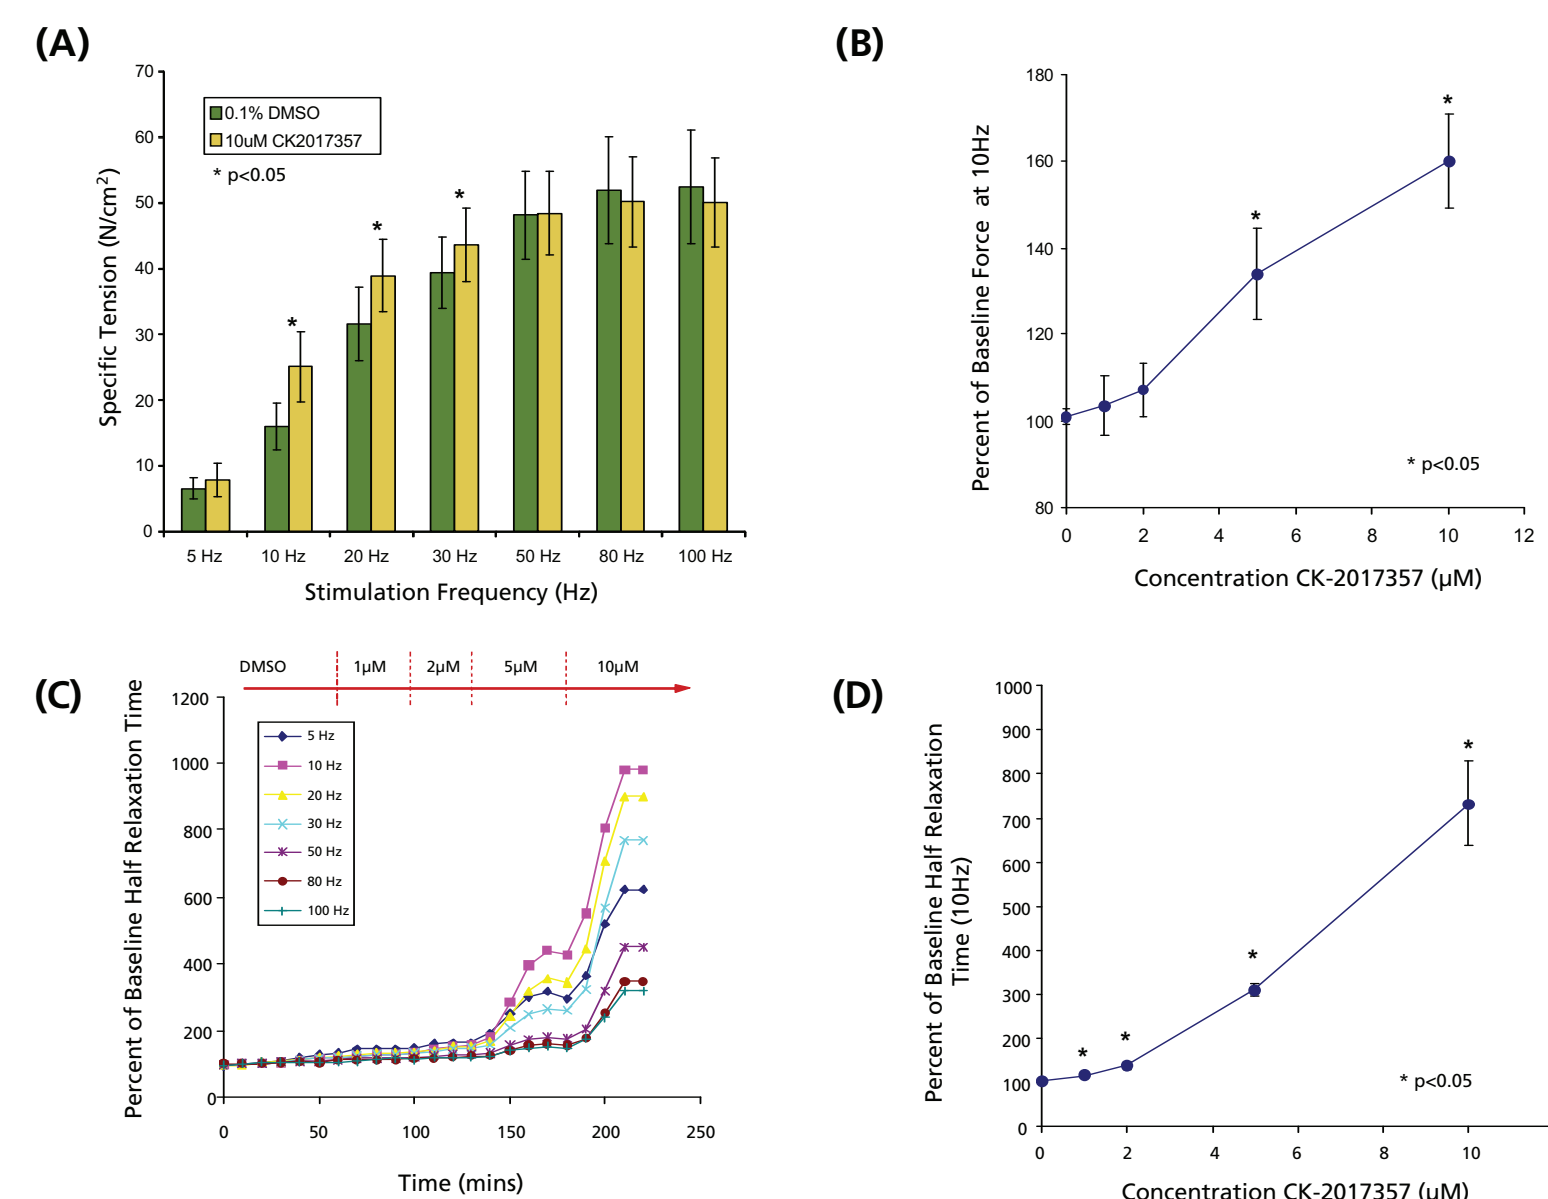 (A)
70
60
50
40
30
20
10
0
Specific Tension (N/cm²)
0.1% DMSO
10uM CK2017357
* p<0.05
*
*
*
5 Hz 10 Hz 20 Hz 30 Hz 50 Hz 80 Hz 100 Hz
Stimulation Frequency (Hz)
(B)
180
160
140
120
100
80
Percent of Baseline Force at 10Hz
*
*
* p<0.05
0 2 4 6 8 10 12
Concentration CK-2017357 (µM)
(C)
DMSO 1µM 2µM 5µM 10µM
1200
1000
800
600
400
200
0
Percent of Baseline Half Relaxation Time
5 Hz
10 Hz
20 Hz
30 Hz
50 Hz
80 Hz
100 Hz
0 50 100 150 200 250
Time (mins)
(D)
1000
900
800
700
600
500
400
300
200
100
0
Percent of Baseline Half Relaxation
Time (10Hz)
*
*
*
*
* p<0.05
0 2 4 6 8 10
Concentration CK-2017357 (µM)